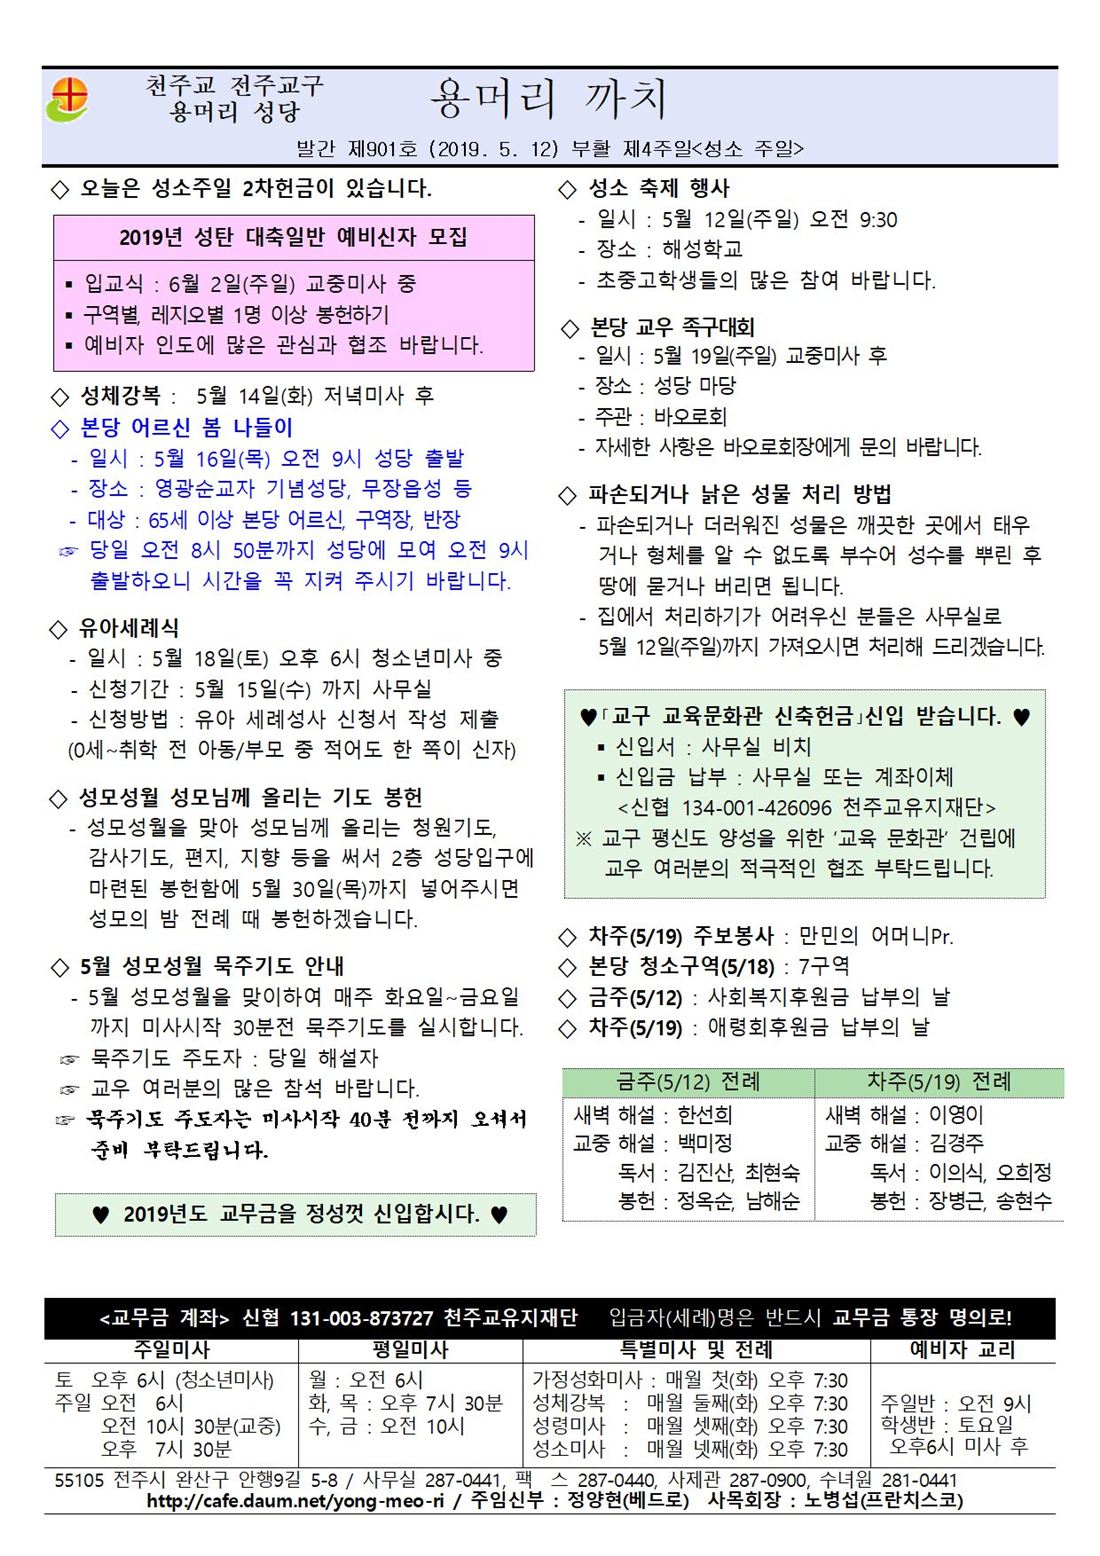 천주교 전주교구
용머리 성당
용머리 까치
발간 제901호 (2019. 5. 12) 부활 제4주일<성소 주일>
◇ 오늘은 성소주일 2차헌금이 있습니다.
2019년 성탄 대축일반 예비신자 모집
▪ 입교식 : 6월 2일(주일) 교중미사 중
▪ 구역별, 레지오별 1명 이상 봉헌하기
▪ 예비자 인도에 많은 관심과 협조 바랍니다.
◇ 성체강복 : 5월 14일(화) 저녁미사 후
◇ 본당 어르신 봄 나들이
- 일시 : 5월 16일(목) 오전 9시 성당 출발
- 장소 : 영광순교자 기념성당, 무장읍성 등
- 대상 : 65세 이상 본당 어르신, 구역장, 반장
☞ 당일 오전 8시 50분까지 성당에 모여 오전 9시
출발하오니 시간을 꼭 지켜 주시기 바랍니다.
◇ 유아세례식
- 일시 : 5월 18일(토) 오후 6시 청소년미사 중
- 신청기간 : 5월 15일(수) 까지 사무실
- 신청방법 : 유아 세례성사 신청서 작성 제출
(0세~취학 전 아동/부모 중 적어도 한 쪽이 신자)
◇ 성모성월 성모님께 올리는 기도 봉헌
- 성모성월을 맞아 성모님께 올리는 청원기도,
감사기도, 편지, 지향 등을 써서 2층 성당입구에
마련된 봉헌함에 5월 30일(목)까지 넣어주시면
성모의 밤 전례 때 봉헌하겠습니다.
◇ 5월 성모성월 묵주기도 안내
- 5월 성모성월을 맞이하여 매주 화요일~금요일
까지 미사시작 30분전 묵주기도를 실시합니다.
☞ 묵주기도 주도자 : 당일 해설자
☞ 교우 여러분의 많은 참석 바랍니다.
☞ 묵주기도 주도자는 미사시작 40분 전까지 오셔서
준비 부탁드립니다.
♥ 2019년도 교무금을 정성껏 신입합시다. ♥
◇ 성소 축제 행사
- 일시 : 5월 12일(주일) 오전 9:30
- 장소 : 해성학교
- 초중고학생들의 많은 참여 바랍니다.
◇ 본당 교우 족구대회
- 일시 : 5월 19일(주일) 교중미사 후
- 장소 : 성당 마당
- 주관 : 바오로회
- 자세한 사항은 바오로회장에게 문의 바랍니다.
◇ 파손되거나 낡은 성물 처리 방법
- 파손되거나 더러워진 성물은 깨끗한 곳에서 태우
거나 형체를 알 수 없도록 부수어 성수를 뿌린 후
땅에 묻거나 버리면 됩니다.
- 집에서 처리하기가 어려우신 분들은 사무실로
5월 12일(주일)까지 가져오시면 처리해 드리겠습니다.
♥「교구 교육문화관 신축헌금」신입 받습니다. ♥
▪ 신입서 : 사무실 비치
▪ 신입금 납부 : 사무실 또는 계좌이체
<신협 134-001-426096 천주교유지재단>
※ 교구 평신도 양성을 위한 '교육 문화관' 건립에
교우 여러분의 적극적인 협조 부탁드립니다.
◇ 차주(5/19) 주보봉사 : 만민의 어머니Pr.
◇ 본당 청소구역(5/18) : 7구역
◇ 금주(5/12) : 사회복지후원금 납부의 날
◇ 차주(5/19) : 애령회후원금 납부의 날
금주(5/12) 전례 차주(5/19) 전례
새벽 해설 : 한선희 새벽 해설 : 이영이
교중 해설 : 백미정 교중 해설 : 김경주
독서 : 김진산, 최현숙 독서 : 이의식, 오희정
봉헌 : 정옥순, 남해순 봉헌 : 장병근, 송현수
<교무금 계좌> 신협 131-003-873727 천주교유지재단 입금자(세례)명은 반드시 교무금 통장 명의로!
주일미사 평일미사 특별미사 및 전례 예비자 교리
토 오후 6시 (청소년미사) 월 : 오전 6시 가정성화미사 : 매월 첫(화) 오후 7:30
주일 오전 6시 화, 목 : 오후 7시 30분 성체강복 : 매월 둘째(화) 오후 7:30 주일반 : 오전 9시
오전 10시 30분(교중) 수, 금 : 오전 10시 성령미사 : 매월 셋째(화) 오후 7:30 학생반 : 토요일
오후 7시 30분 성소미사 : 매월 넷째(화) 오후 7:30 오후6시 미사 후
55105 전주시 완산구 안행9길 5-8 / 사무실 287-0441, 팩 스 287-0440, 사제관 287-0900, 수녀원 281-0441
http://cafe.daum.net/yong-meo-ri / 주임신부 : 정양현(베드로) 사목회장 : 노병섭(프란치스코)